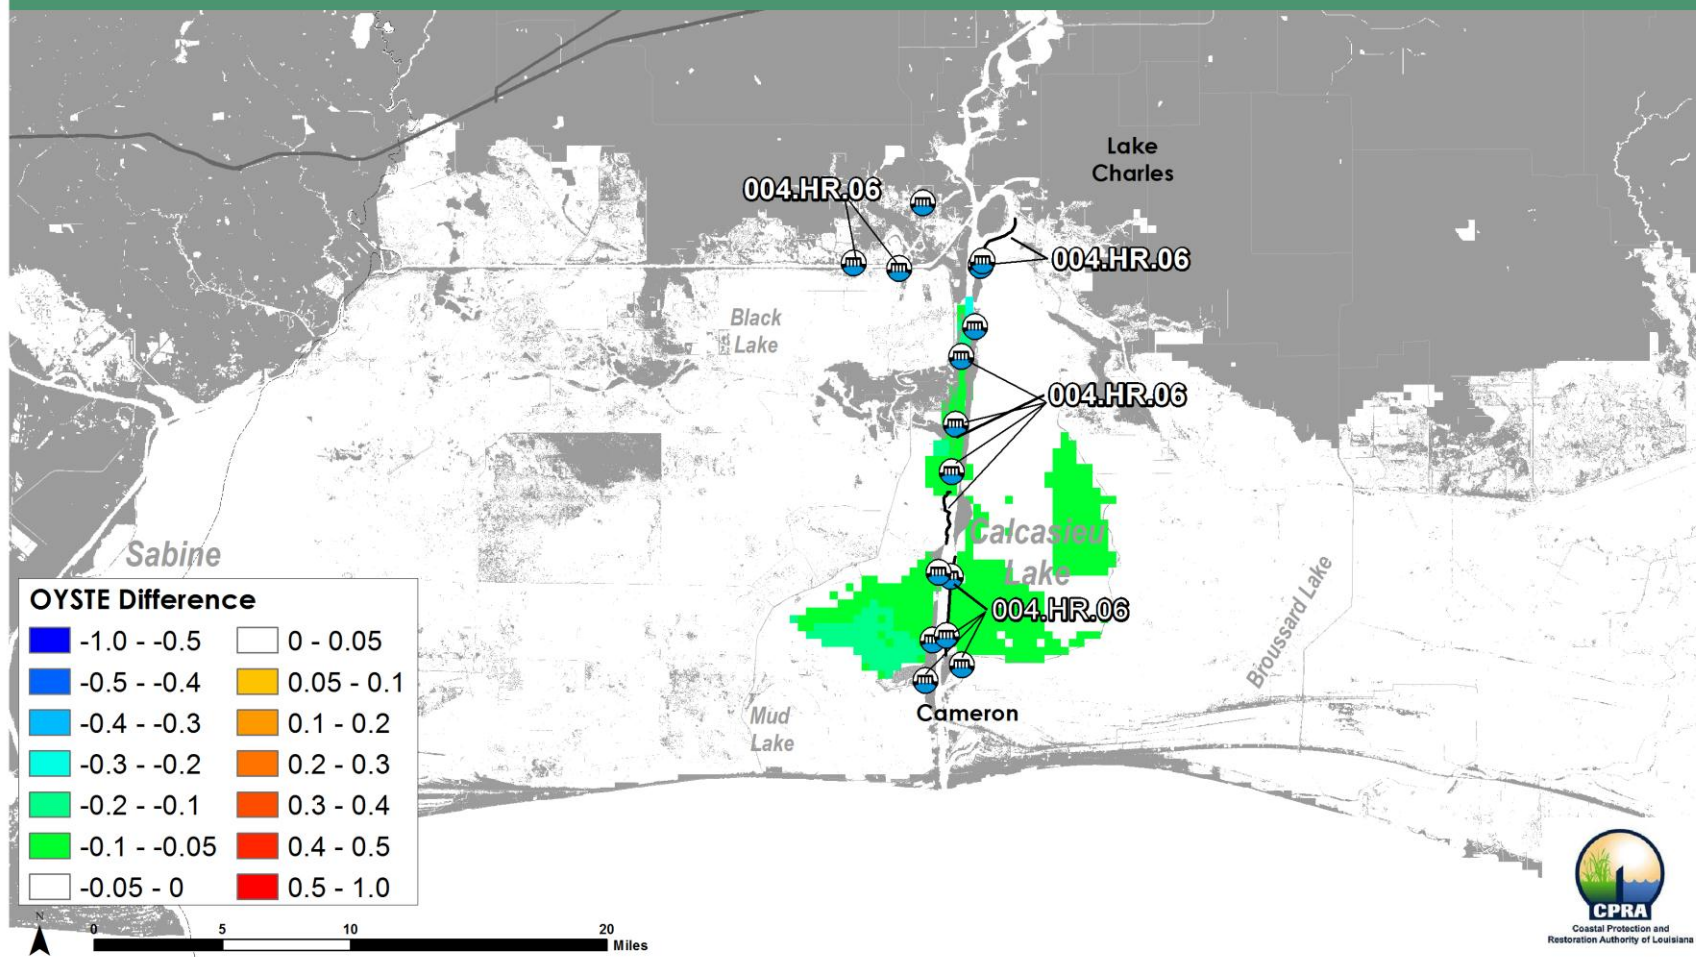 Lake
Charles
004.HR.06
004.HR.06
Black
Lake
004.HR.06
Calcasieu
Lake
Sabine
004.HR.06
Broussard Lake
Mud
Lake
Cameron
OYSTE Difference
-1.0 - -0.5
0 - 0.05
-0.5 - -0.4
0.05 - 0.1
-0.4 - -0.3
0.1 - 0.2
-0.3 - -0.2
0.2 - 0.3
-0.2 - -0.1
0.3 - 0.4
-0.1 - -0.05
0.4 - 0.5
-0.05 - 0
0.5 - 1.0
N
0 5 10 20
Miles
CPRA
Coastal Protection and
Restoration Authority of Louisiana